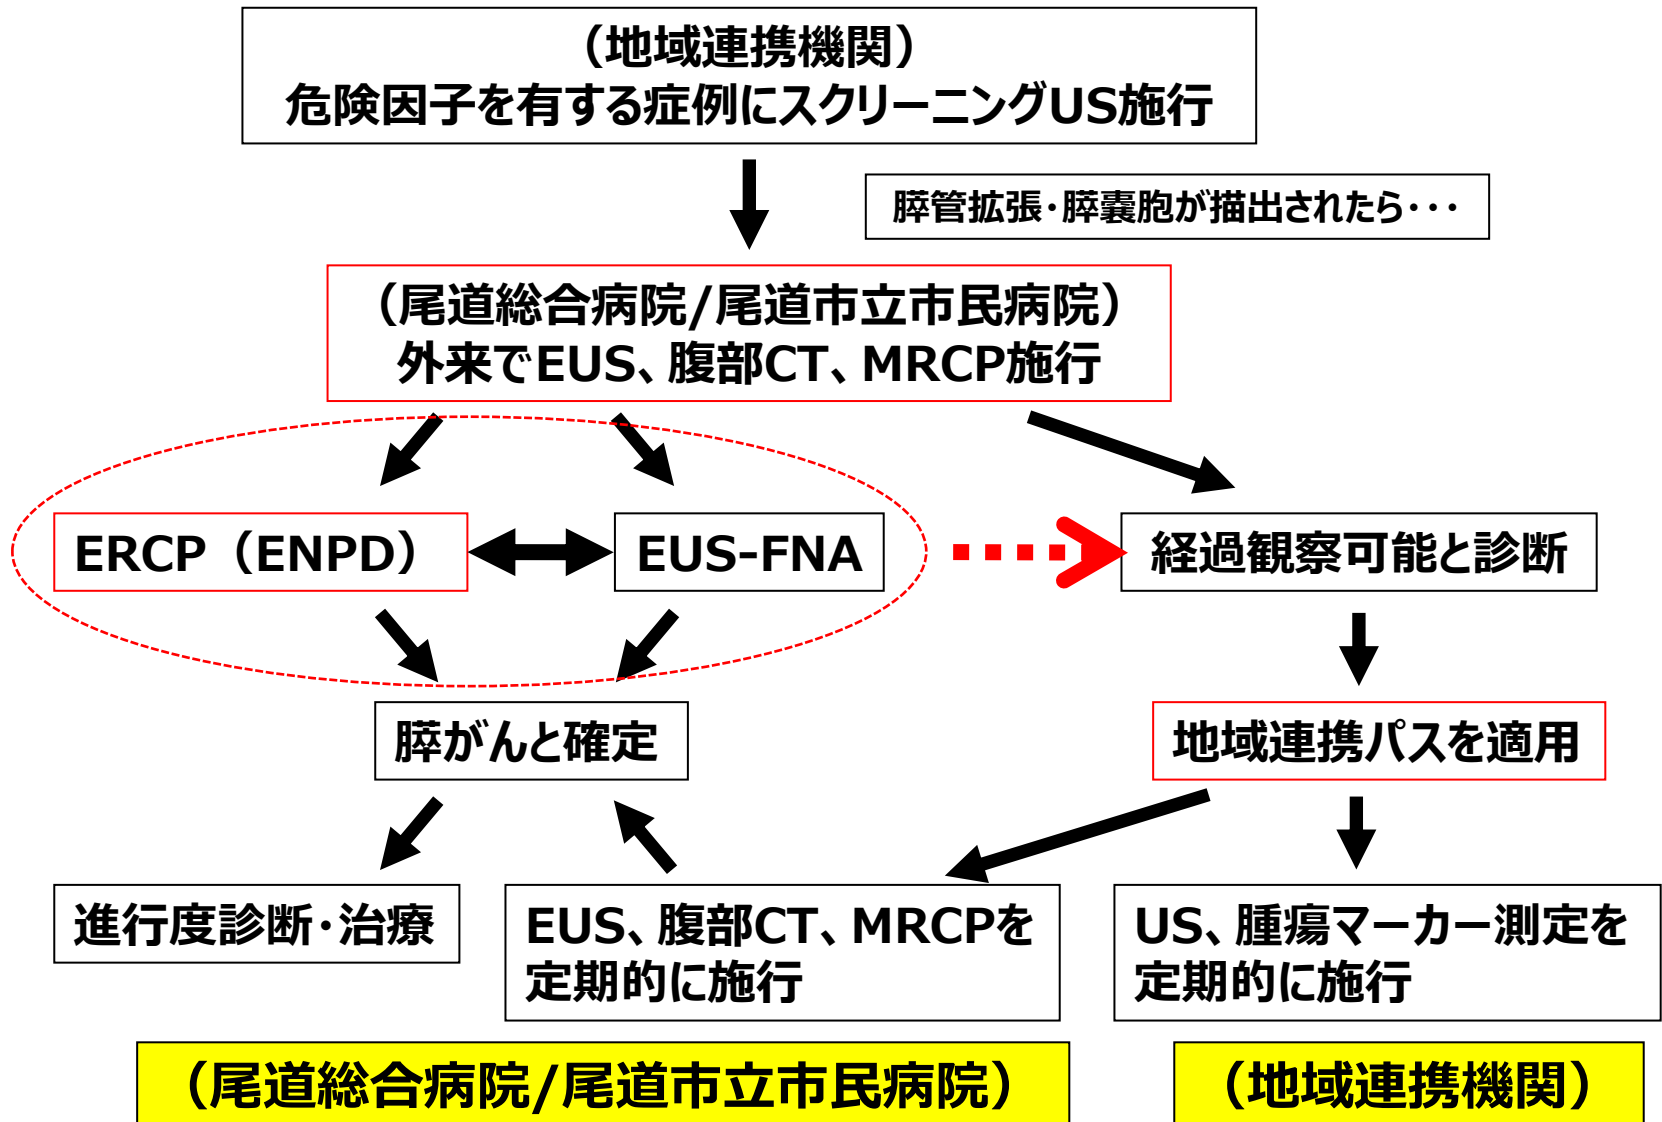 （地域連携機関）
危険因子を有する症例にスクリーニングUS施行
膵管拡張･膵嚢胞が描出されたら･･･
（尾道総合病院/尾道市立市民病院）
外来でEUS、腹部CT、MRCP施行
ERCP（ENPD）
EUS-FNA
経過観察可能と診断
膵がんと確定
地域連携パスを適用
進行度診断･治療
EUS、腹部CT、MRCPを
定期的に施行
US、腫瘍マーカー測定を
定期的に施行
（尾道総合病院/尾道市立市民病院）
（地域連携機関）